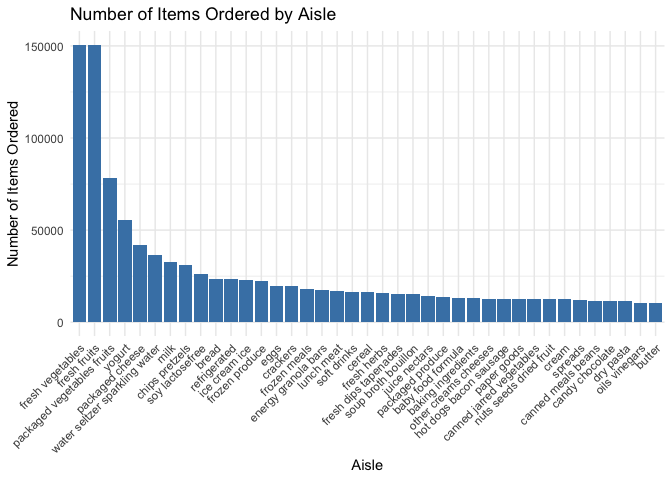 Number of Items Ordered by Aisle
Number of Items Ordered
150000
100000
50000
0
fresh vegetables
fresh fruits
packaged vegetables fruits
yogurt
packaged cheese
water seltzer sparkling water
milk
chips pretzels
soy lactosefree
bread
refrigerated
ice cream ice
frozen produce
eggs
crackers
frozen meals
energy granola bars
lunch meat
soft drinks
cereal
fresh herbs
fresh dips tapenades
soup broth bouillon
juice nectars
packaged produce
baby food formula
baking ingredients
other creams cheeses
hot dogs bacon sausage
paper goods
canned jarred vegetables
nuts seeds dried fruit
cream
spreads
canned meals beans
candy chocolate
dry pasta
oils vinegars
butter
Aisle